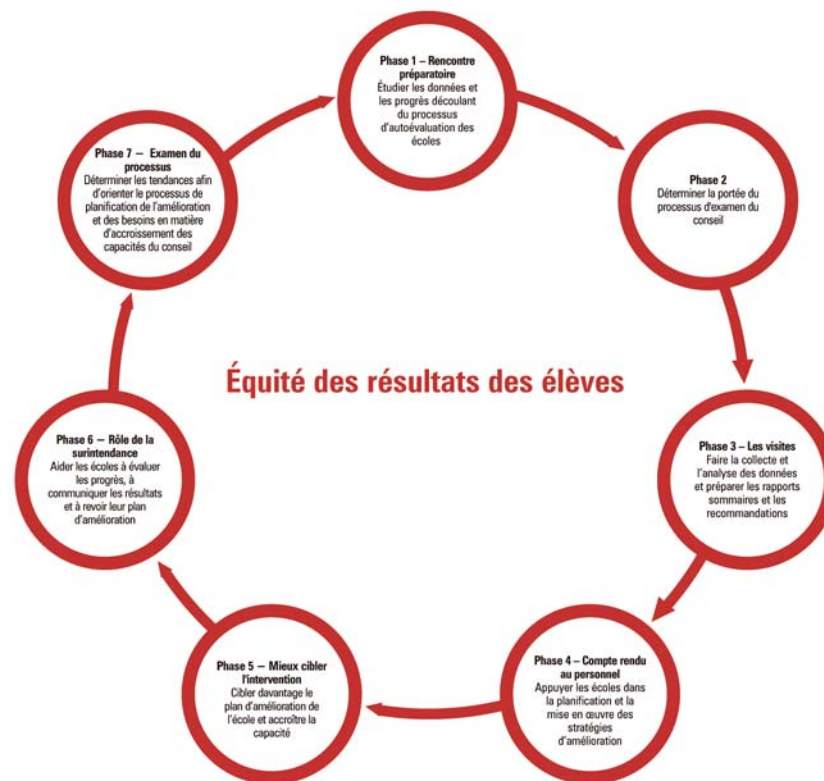 Phase 1 – Rencontre
préparatoire
Étudier les données et
les progrès découlant
du processus
d'autoévaluation des
écoles
Phase 2
Déterminer la portée du
processus d'examen du
conseil
Phase 3 – Les visites
Faire la collecte et
l'analyse des données
et préparer les rapports
sommaires et les
recommandations
Phase 4 – Compte rendu
au personnel
Appuyer les écoles dans
la planification et la
mise en œuvre des
stratégies
d'amélioration
Phase 5 — Mieux cibler
l'intervention
Cibler davantage le
plan d'amélioration de
l'école et accroître la
capacité
Phase 6 — Rôle de la
surintendance
Aider les écoles à évaluer
les progrès, à
communiquer les résultats
et à revoir leur plan
d'amélioration
Phase 7 — Examen du
processus
Déterminer les tendances afin
d'orienter le processus de
planification de l'amélioration
et des besoins en matière
d'accroissement des
capacités du conseil
Équité des résultats des élèves